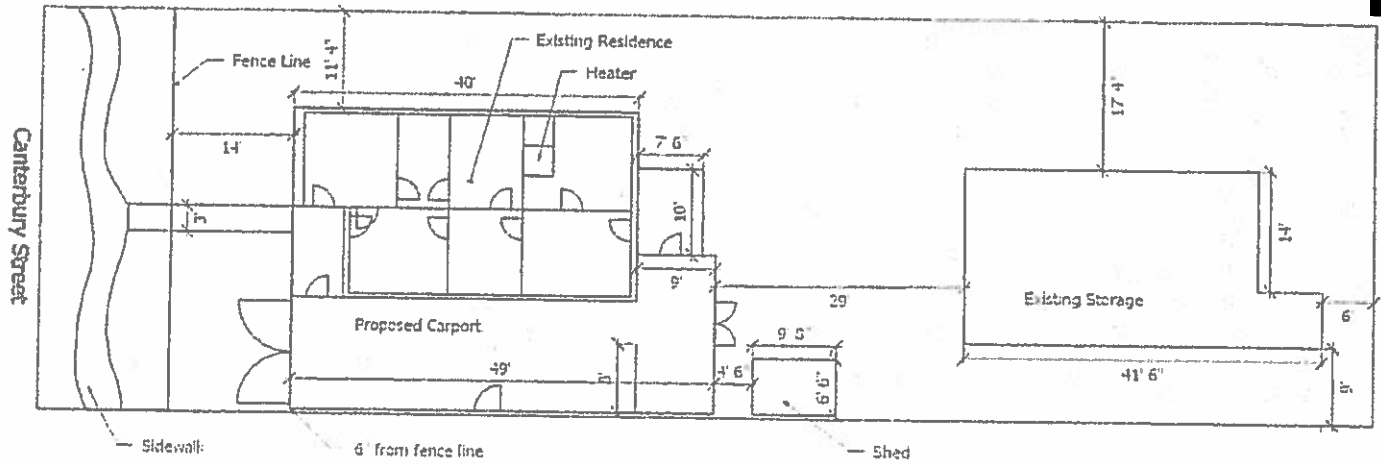 Existing Residence
Fence Line
Heater
11' 4"
40'
17' 4"
14'
7' 6"
Canterbury Street
10'
14'
9'
29'
Existing Storage
6'
Proposed Carport
9' 8"
49'
4' 6"
6' 6"
41' 6"
9'
Sidewalk
6" from fence line
Shed